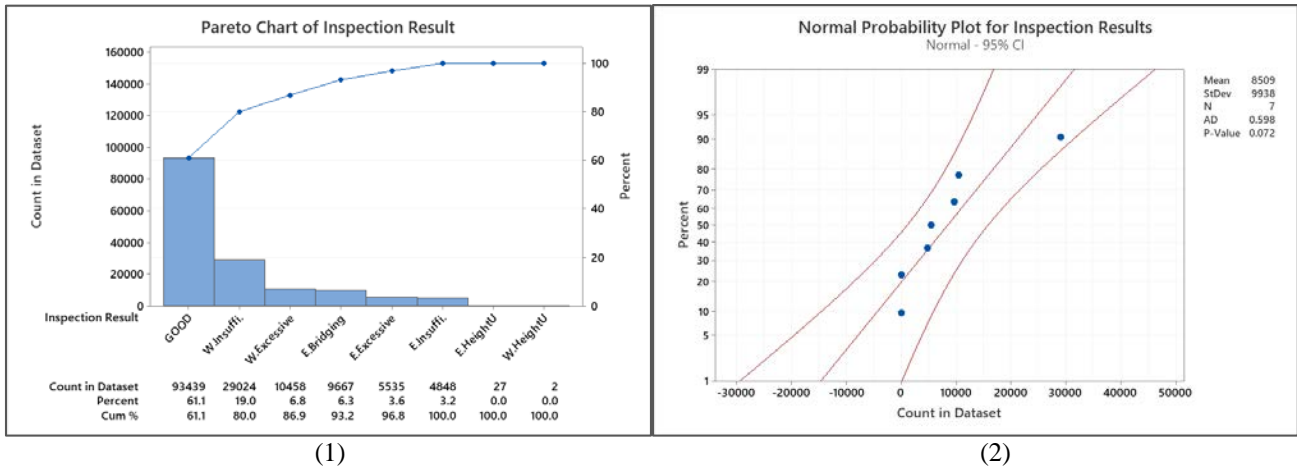 Pareto Chart of Inspection Result
160000
140000
120000
100000
80000
60000
40000
20000
0
Count in Dataset
100
80
60
40
20
0
Percent
Inspection Result
GOOD
W.Insuffi.
W.Excessive
E.Bridging
E.Excessive
E.Insuffi.
E.HeightU
W.HeightU
Count in Dataset 93439 29024 10458 9667 5535 4848 27 2
Percent 61.1 19.0 6.8 6.3 3.6 3.2 0.0 0.0
Cum % 61.1 80.0 86.9 93.2 96.8 100.0 100.0 100.0
(1)
Normal Probability Plot for Inspection Results
Normal - 95% CI
99
95
90
80
70
60
50
40
30
20
10
5
1
Percent
-30000 -20000 -10000 0 10000 20000 30000 40000 50000
Count in Dataset
Mean 8509
StDev 9938
N 7
AD 0.598
P-Value 0.072
(2)